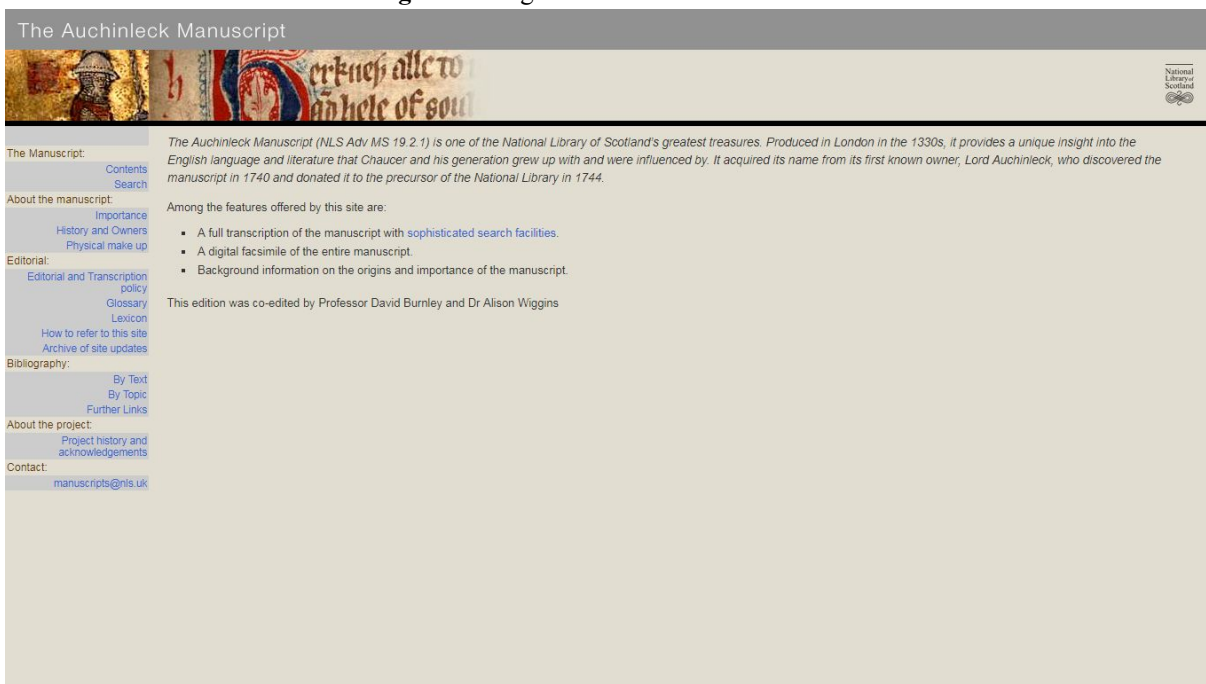 The Auchinleck Manuscript
erkneþ alle to
National
Library of
Scotland
The Manuscript:
Contents
Search
About the manuscript:
Importance
History and Owners
Physical make up
Editorial:
Editorial and Transcription
policy
Glossary
Lexicon
How to refer to this site
Archive of site updates
Bibliography:
By Text
By Topic
Further Links
About the project:
Project history and
acknowledgements
Contact:
manuscripts@nls.uk
The Auchinleck Manuscript (NLS Adv MS 19.2.1) is one of the National Library of Scotland's greatest treasures. Produced in London in the 1330s, it provides a unique insight into the
English language and literature that Chaucer and his generation grew up with and were influenced by. It acquired its name from its first known owner, Lord Auchinleck, who discovered the
manuscript in 1740 and donated it to the precursor of the National Library in 1744.
Among the features offered by this site are:
▪ A full transcription of the manuscript with sophisticated search facilities.
▪ A digital facsimile of the entire manuscript.
▪ Background information on the origins and importance of the manuscript.
This edition was co-edited by Professor David Burnley and Dr Alison Wiggins